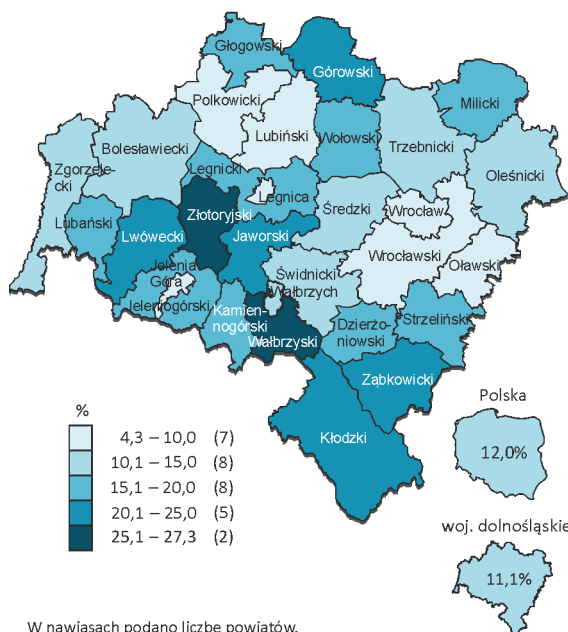 Głogowski
Górowski
Milicki
Polkowicki
Lubiński
Wołowski
Trzebnicki
Bolesławiecki
Zgorzelecki
Oleśnicki
Legnicki
Legnica
Złotoryjski
Średzki
Wrocław
Lubański
Lwówecki
Jaworski
Wrocławski
Oławski
Jelenia
Góra
Świdnicki
Wałbrzych
Jeleniogórski
Kamien-
nogórski
Wałbrzyski
Dzierżo-
niowski
Strzeliński
Ząbkowicki
Kłodzki
%
4,3 – 10,0 (7)
10,1 – 15,0 (8)
15,1 – 20,0 (8)
20,1 – 25,0 (5)
25,1 – 27,3 (2)
Polska
12,0%
woj. dolnośląskie
11,1%
W nawiasach podano liczbę powiatów.